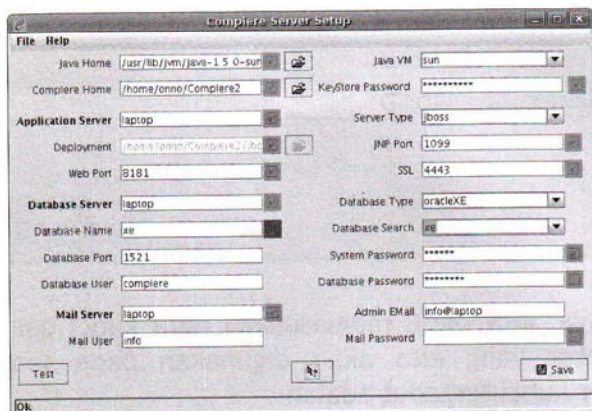 Compiere Server Setup
File Help
Java Home /usr/lib/jvm/java-1.5.0-sun Java VM sun
Compiere Home /home/onno/Compiere2 KeyStore Password **********
Application Server laptop Server Type jboss
Deployment /home/onno/Compiere2/jbo JNP Port 1099
Web Port 8181 SSL 4443
Database Server laptop Database Type oracleXE
Database Name xe Database Search xe
Database Port 1521 System Password ******
Database User compiere Database Password ********
Mail Server laptop Admin EMail info@laptop
Mail User info Mail Password
Test Save
Ok